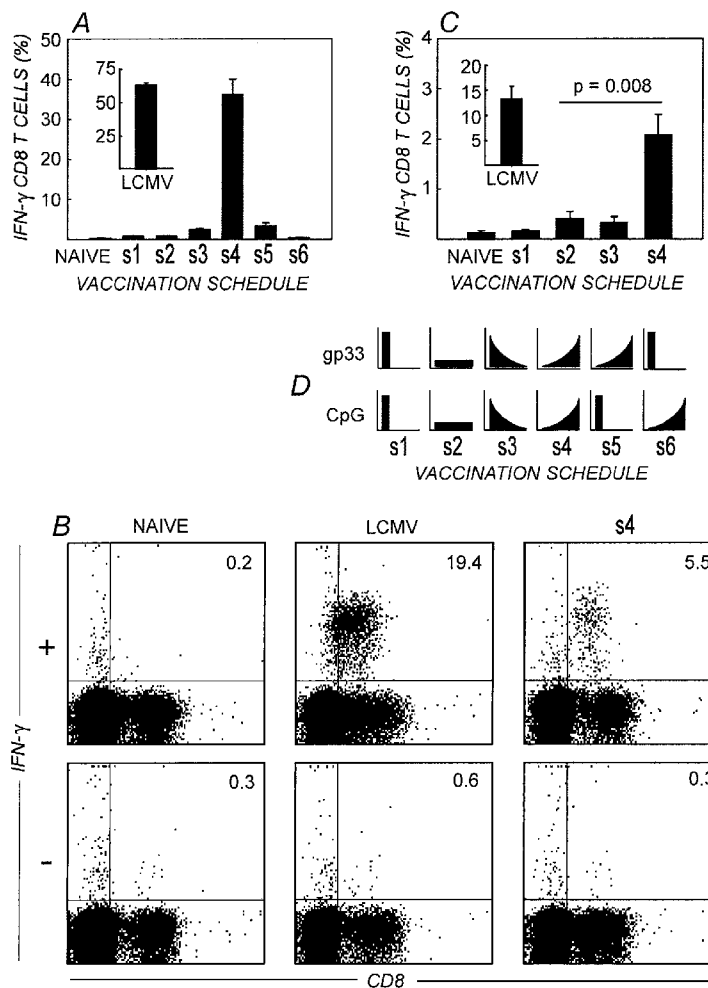 A
IFN-γ CD8 T CELLS (%)
50
40
30
20
10
75
50
25
LCMV
NAIVE s1 s2 s3 s4 s5 s6
VACCINATION SCHEDULE
C
IFN-γ CD8 T CELLS (%)
4
3
2
1
20
15
10
5
LCMV
p = 0.008
NAIVE s1 s2 s3 s4
VACCINATION SCHEDULE
D
gp33
CpG
s1 s2 s3 s4 s5 s6
VACCINATION SCHEDULE
B
NAIVE LCMV s4
IFN-γ
+
0.2 19.4 5.5
-
0.3 0.6 0.3
CD8